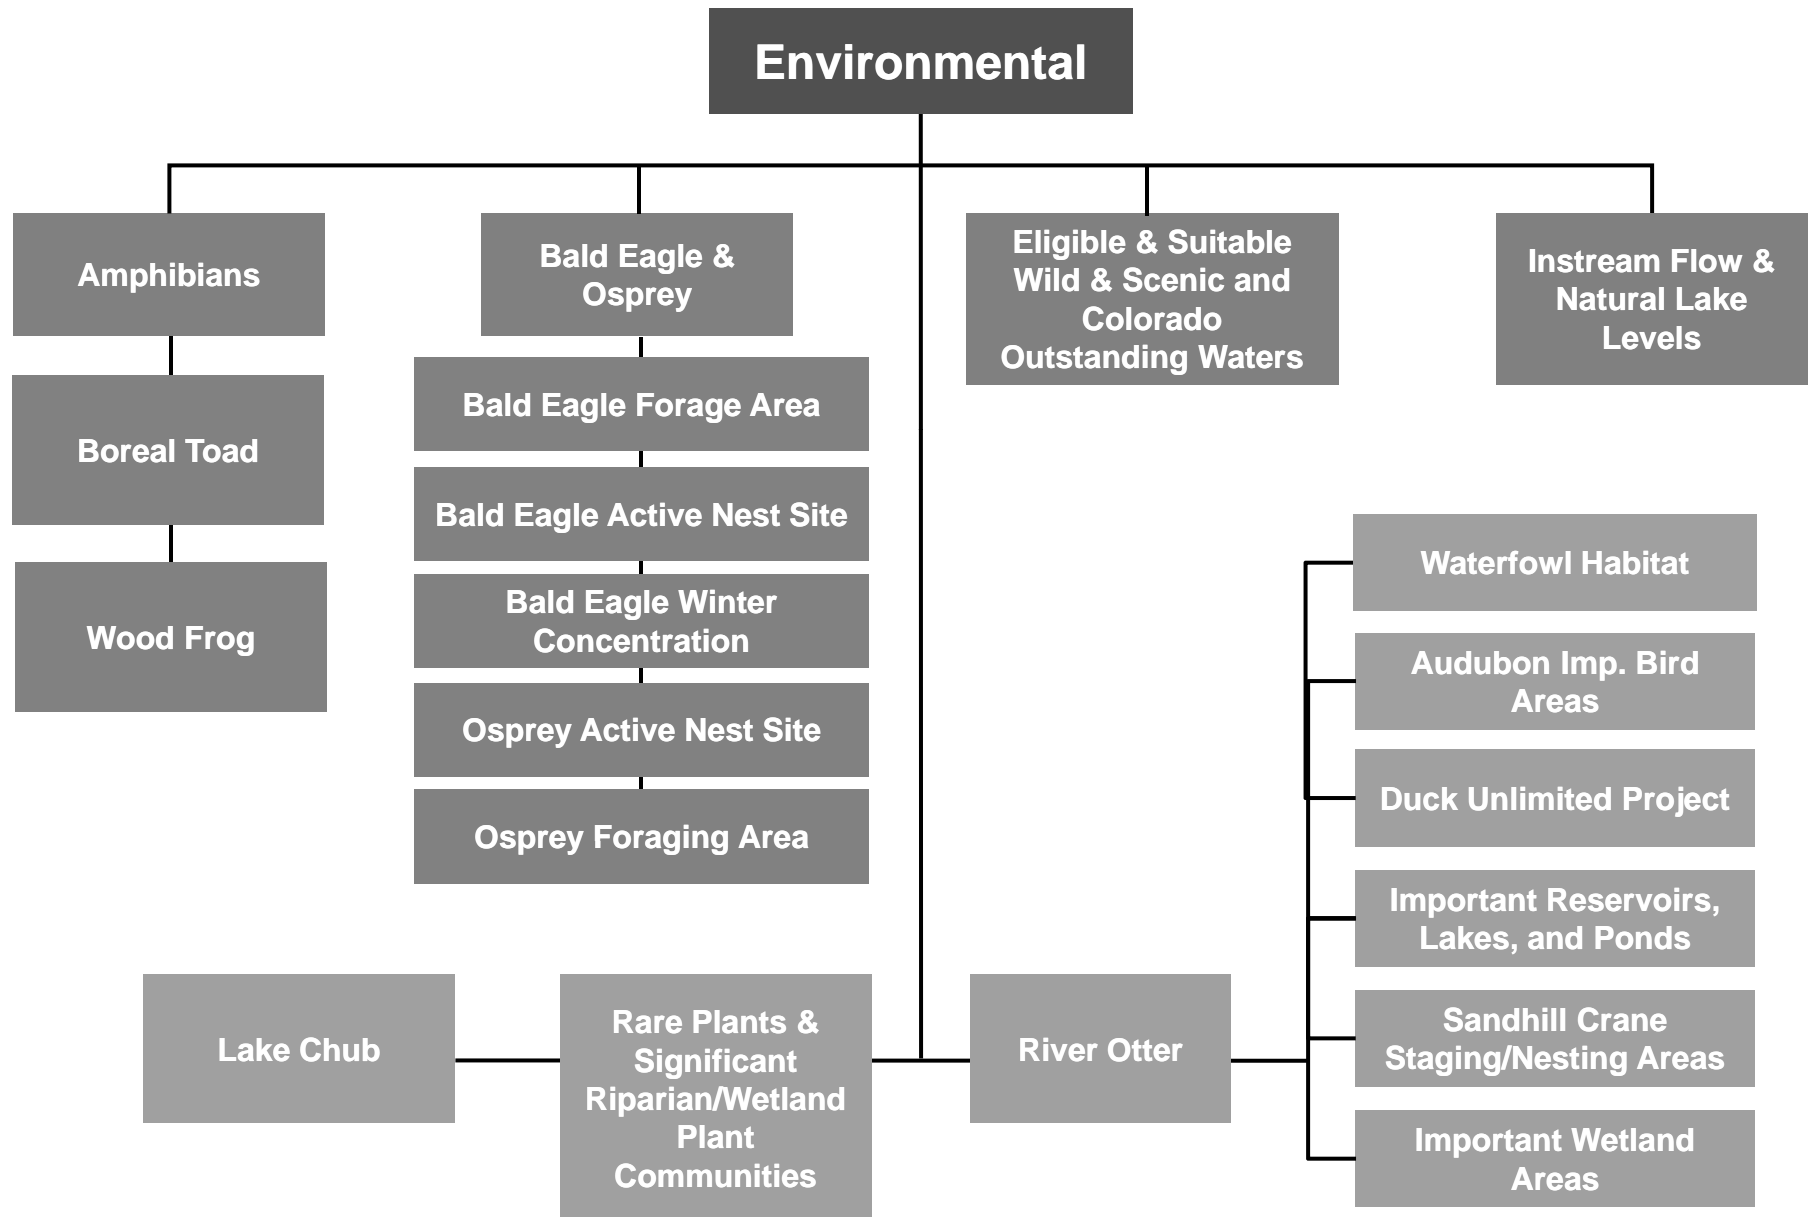 Environmental
Amphibians
Boreal Toad
Wood Frog
Bald Eagle &
Osprey
Bald Eagle Forage Area
Bald Eagle Active Nest Site
Bald Eagle Winter
Concentration
Osprey Active Nest Site
Osprey Foraging Area
Eligible & Suitable
Wild & Scenic and
Colorado
Outstanding Waters
Instream Flow &
Natural Lake
Levels
Lake Chub
Rare Plants &
Significant
Riparian/Wetland
Plant
Communities
River Otter
Waterfowl Habitat
Audubon Imp. Bird
Areas
Duck Unlimited Project
Important Reservoirs,
Lakes, and Ponds
Sandhill Crane
Staging/Nesting Areas
Important Wetland
Areas